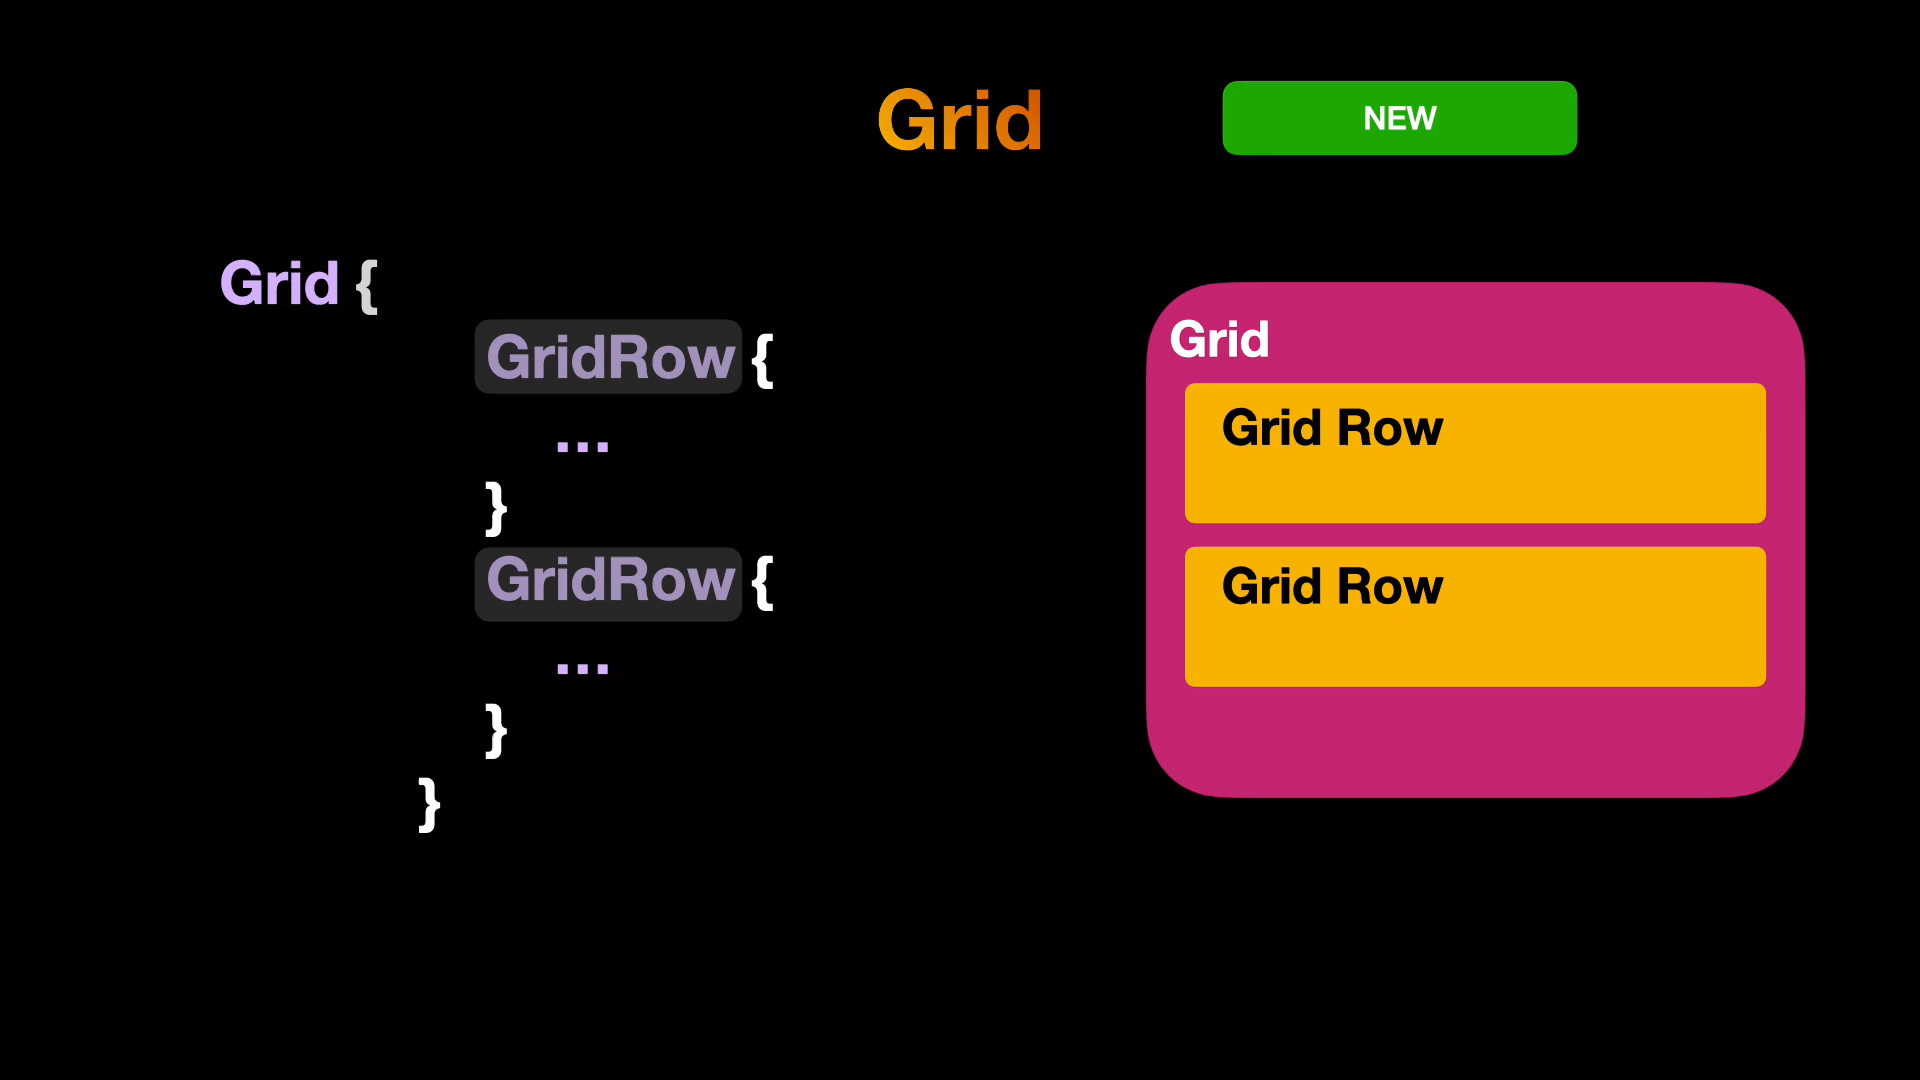 Grid
NEW
Grid {
GridRow {
...
}
GridRow {
...
}
}
Grid
Grid Row
Grid Row